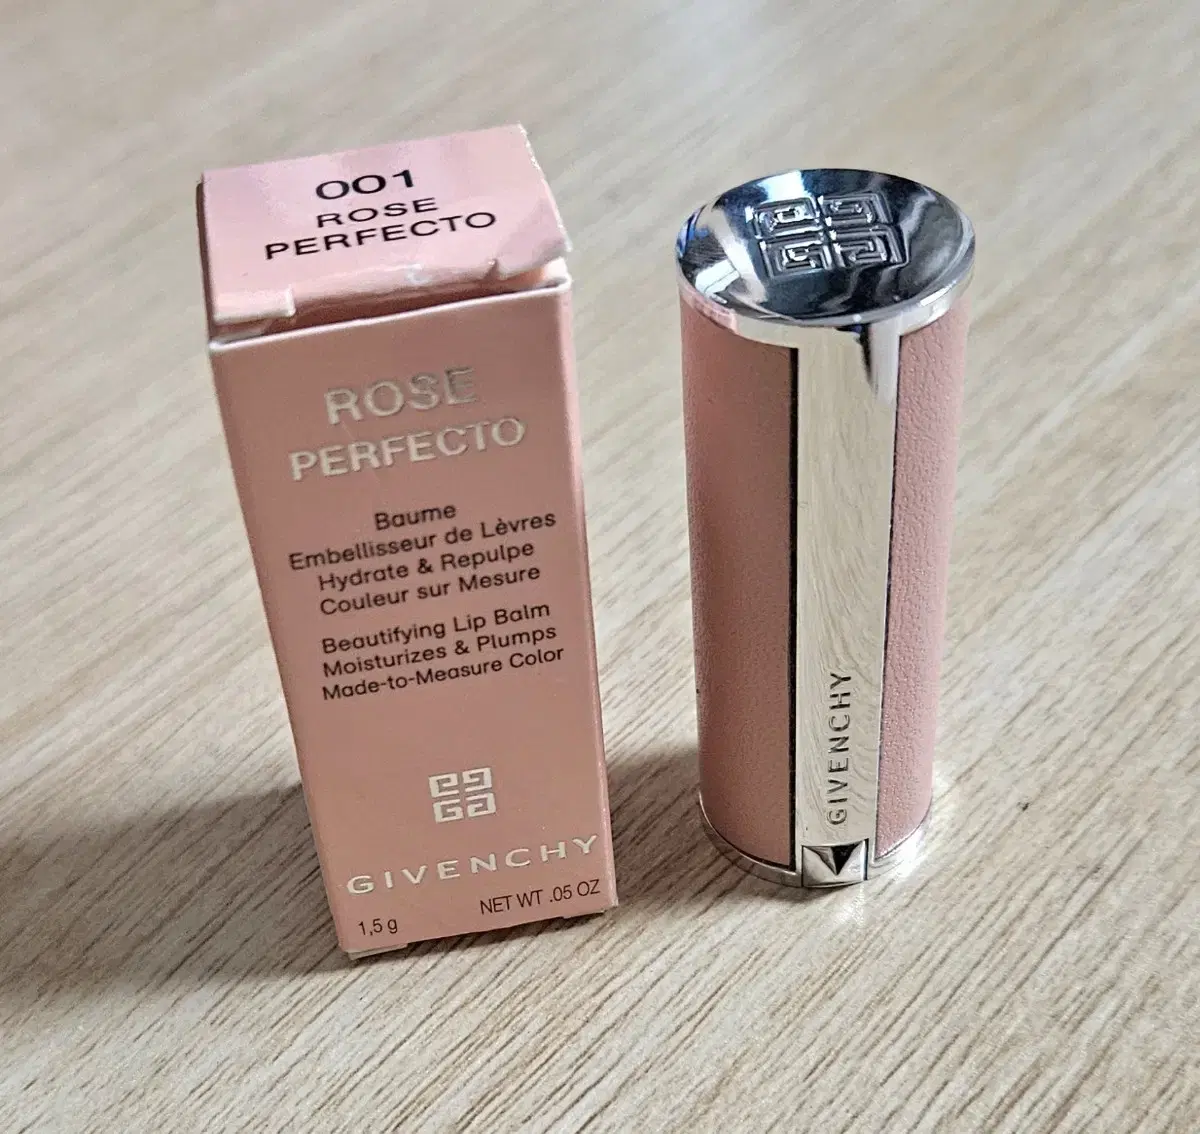 001
ROSE
PERFECTO
ROSE
PERFECTO
Baume
Embellisseur de Lèvres
Hydrate & Repulpe
Couleur sur Mesure
Beautifying Lip Balm
Moisturizes & Plumps
Made-to-Measure Color
GIVENCHY
1,5 g
NET WT .05 OZ
GIVENCHY